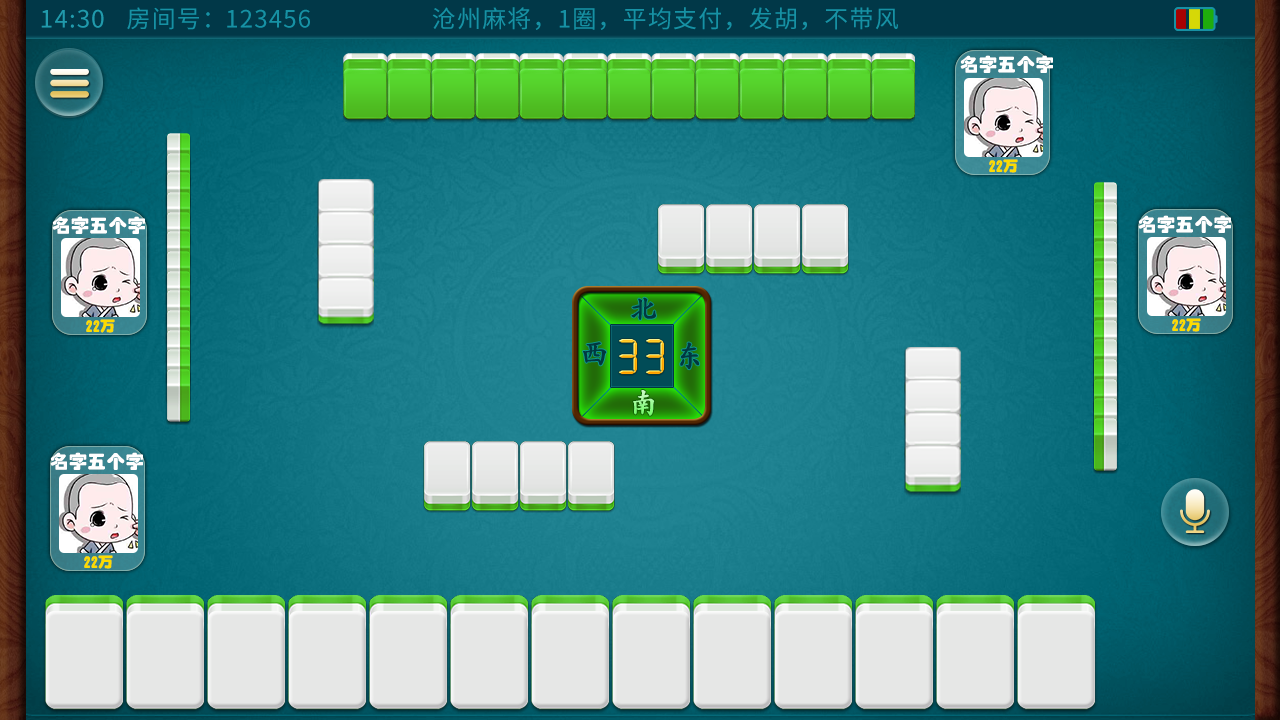 14:30 房间号：123456 沧州麻将，1圈，平均支付，发胡，不带风
名字五个字
22万
名字五个字
22万
名字五个字
22万
北
西 33 东
南
名字五个字
22万